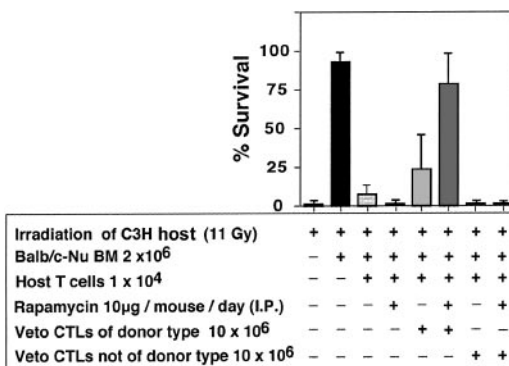 100
75
50
25
0
% Survival
Irradiation of C3H host (11 Gy) + + + + + + + +
Balb/c-Nu BM 2 x10⁶ – + + + + + + +
Host T cells 1 x 10⁴ – – + + + + + +
Rapamycin 10µg / mouse / day (I.P.) – – – + – + – +
Veto CTLs of donor type 10 x 10⁶ – – – – + + – –
Veto CTLs not of donor type 10 x 10⁶ – – – – – – + +